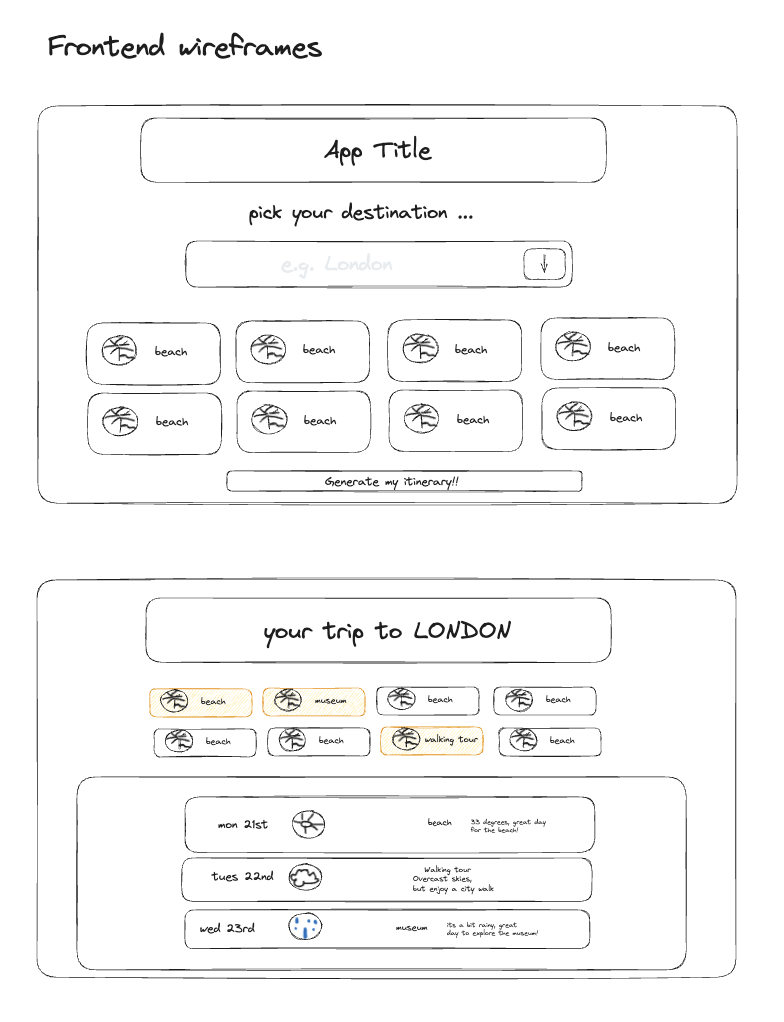 Frontend wireframes
App Title
pick your destination ...
e.g. London
beach beach beach beach
beach beach beach beach
Generate my itinerary!!
your trip to LONDON
beach museum beach beach
beach beach walking tour beach
mon 21st beach 33 degrees, great day
for the beach!
tues 22nd Walking tour
Overcast skies,
but enjoy a city walk
wed 23rd museum its a bit rainy, great
day to explore the museum!